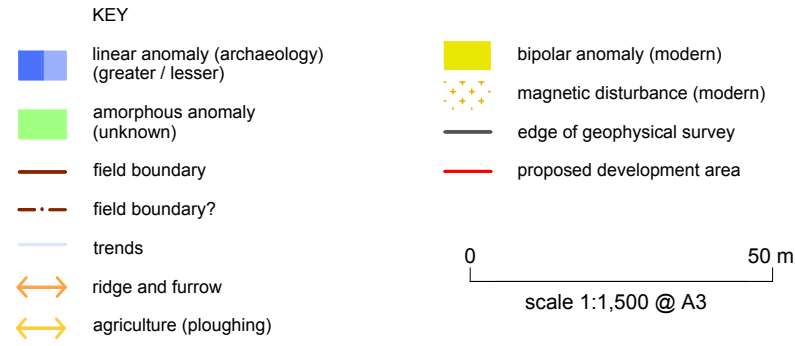 KEY
linear anomaly (archaeology)
(greater / lesser)
amorphous anomaly
(unknown)
field boundary
field boundary?
trends
ridge and furrow
agriculture (ploughing)
bipolar anomaly (modern)
magnetic disturbance (modern)
edge of geophysical survey
proposed development area
0 50 m
scale 1:1,500 @ A3